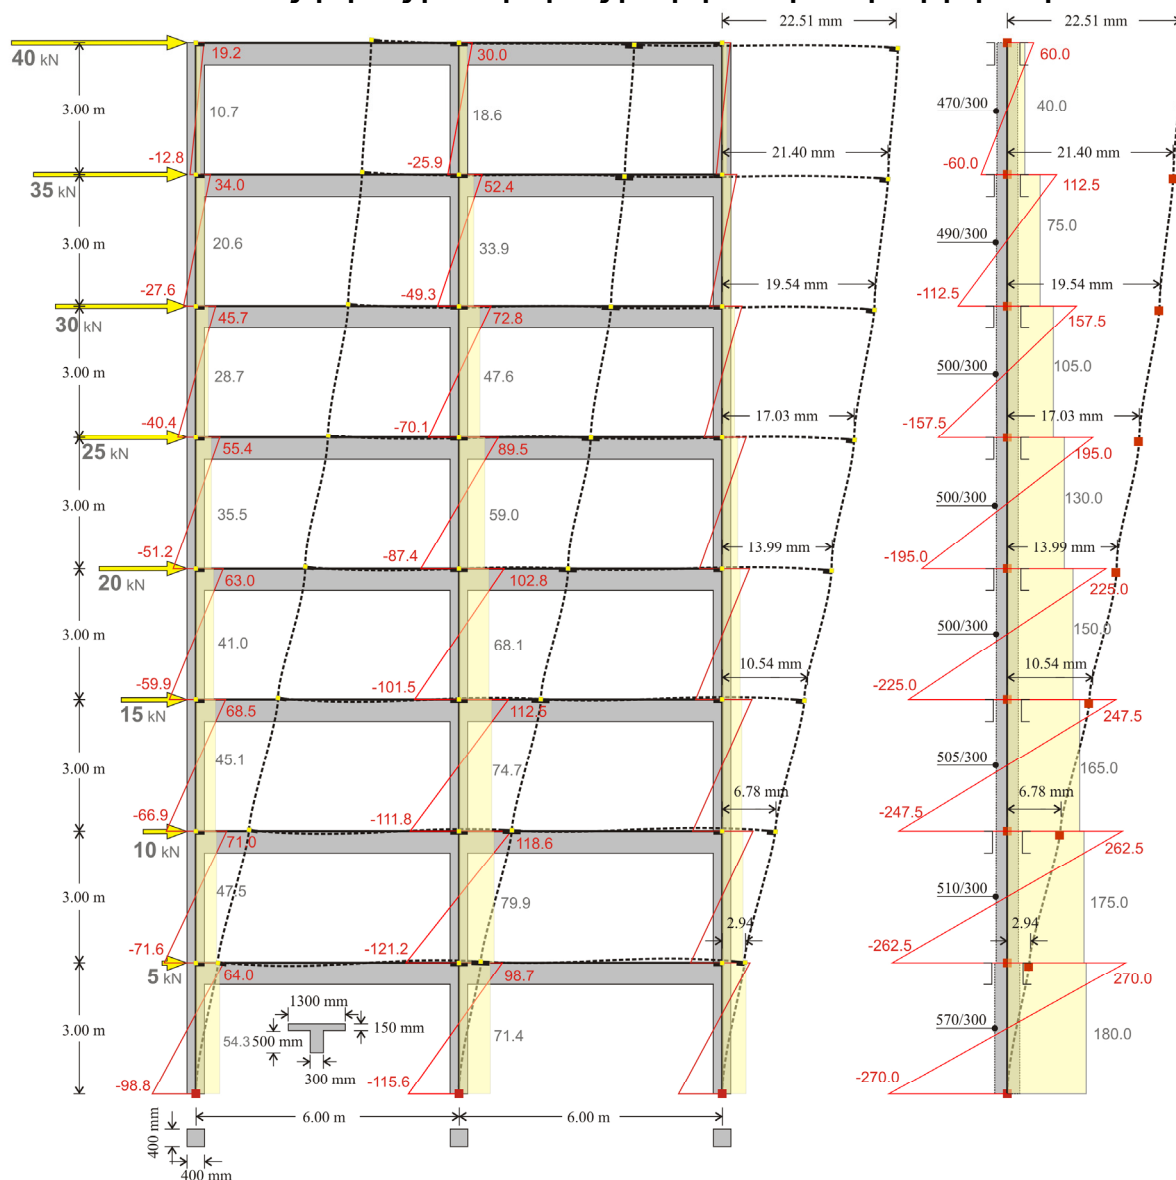 22.51 mm 22.51 mm
40 kN 19.2 30.0 60.0
3.00 m 10.7 18.6 470/300 40.0
-12.8 -25.9 21.40 mm -60.0 21.40 mm
35 kN 34.0 52.4 112.5
3.00 m 20.6 33.9 490/300 75.0
-27.6 -49.3 19.54 mm -112.5 19.54 mm
30 kN 45.7 72.8 157.5
3.00 m 28.7 47.6 500/300 105.0
-40.4 -70.1 17.03 mm -157.5 17.03 mm
25 kN 55.4 89.5 195.0
3.00 m 35.5 59.0 500/300 130.0
-51.2 -87.4 13.99 mm -195.0 13.99 mm
20 kN 63.0 102.8 225.0
3.00 m 41.0 68.1 500/300 150.0
-59.9 -101.5 10.54 mm -225.0 10.54 mm
15 kN 68.5 112.5 247.5
3.00 m 45.1 74.7 505/300 165.0
-66.9 -111.8 6.78 mm -247.5 6.78 mm
10 kN 71.0 118.6 262.5
3.00 m 47.5 79.9 510/300 175.0
-71.6 -121.2 2.94 -262.5 2.94
5 kN 64.0 98.7 270.0
1300 mm
150 mm
3.00 m 54.3 500 mm 71.4 570/300 180.0
300 mm
-98.8 -115.6 -270.0
6.00 m 6.00 m
400 mm
400 mm